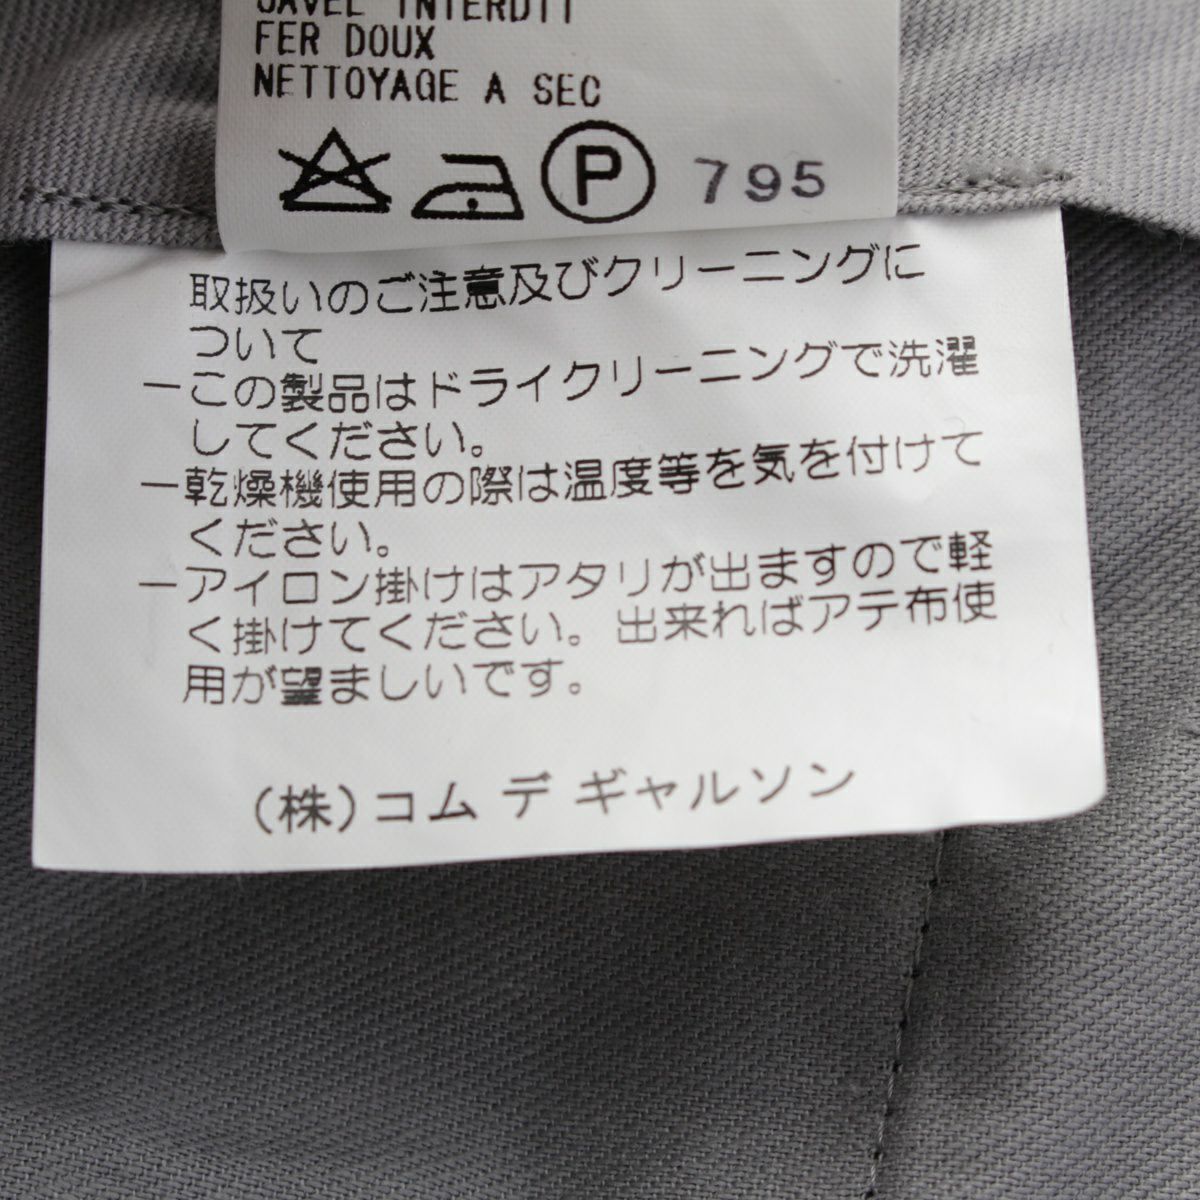 JAVEL INTERDIT
FER DOUX
NETTOYAGE A SEC
P 795
取扱いのご注意及びクリーニングに
ついて
ーこの製品はドライクリーニングで洗濯
してください。
ー乾燥機使用の際は温度等を気を付けて
ください。
ーアイロン掛けはアタリが出ますので軽
く掛けてください。出来ればアテ布使
用が望ましいです。
(株)コム デ ギャルソン